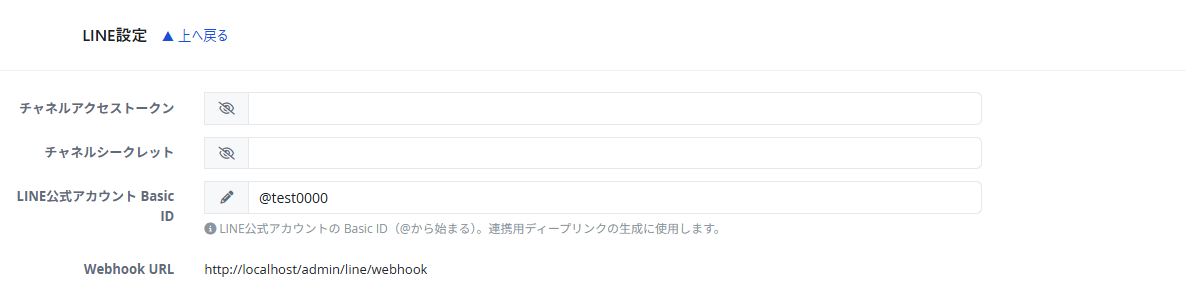 LINE設定 ▲ 上へ戻る
チャネルアクセストークン
チャネルシークレット
LINE公式アカウント Basic
ID
@test0000
LINE公式アカウントの Basic ID（@から始まる）。連携用ディープリンクの生成に使用します。
Webhook URL http://localhost/admin/line/webhook